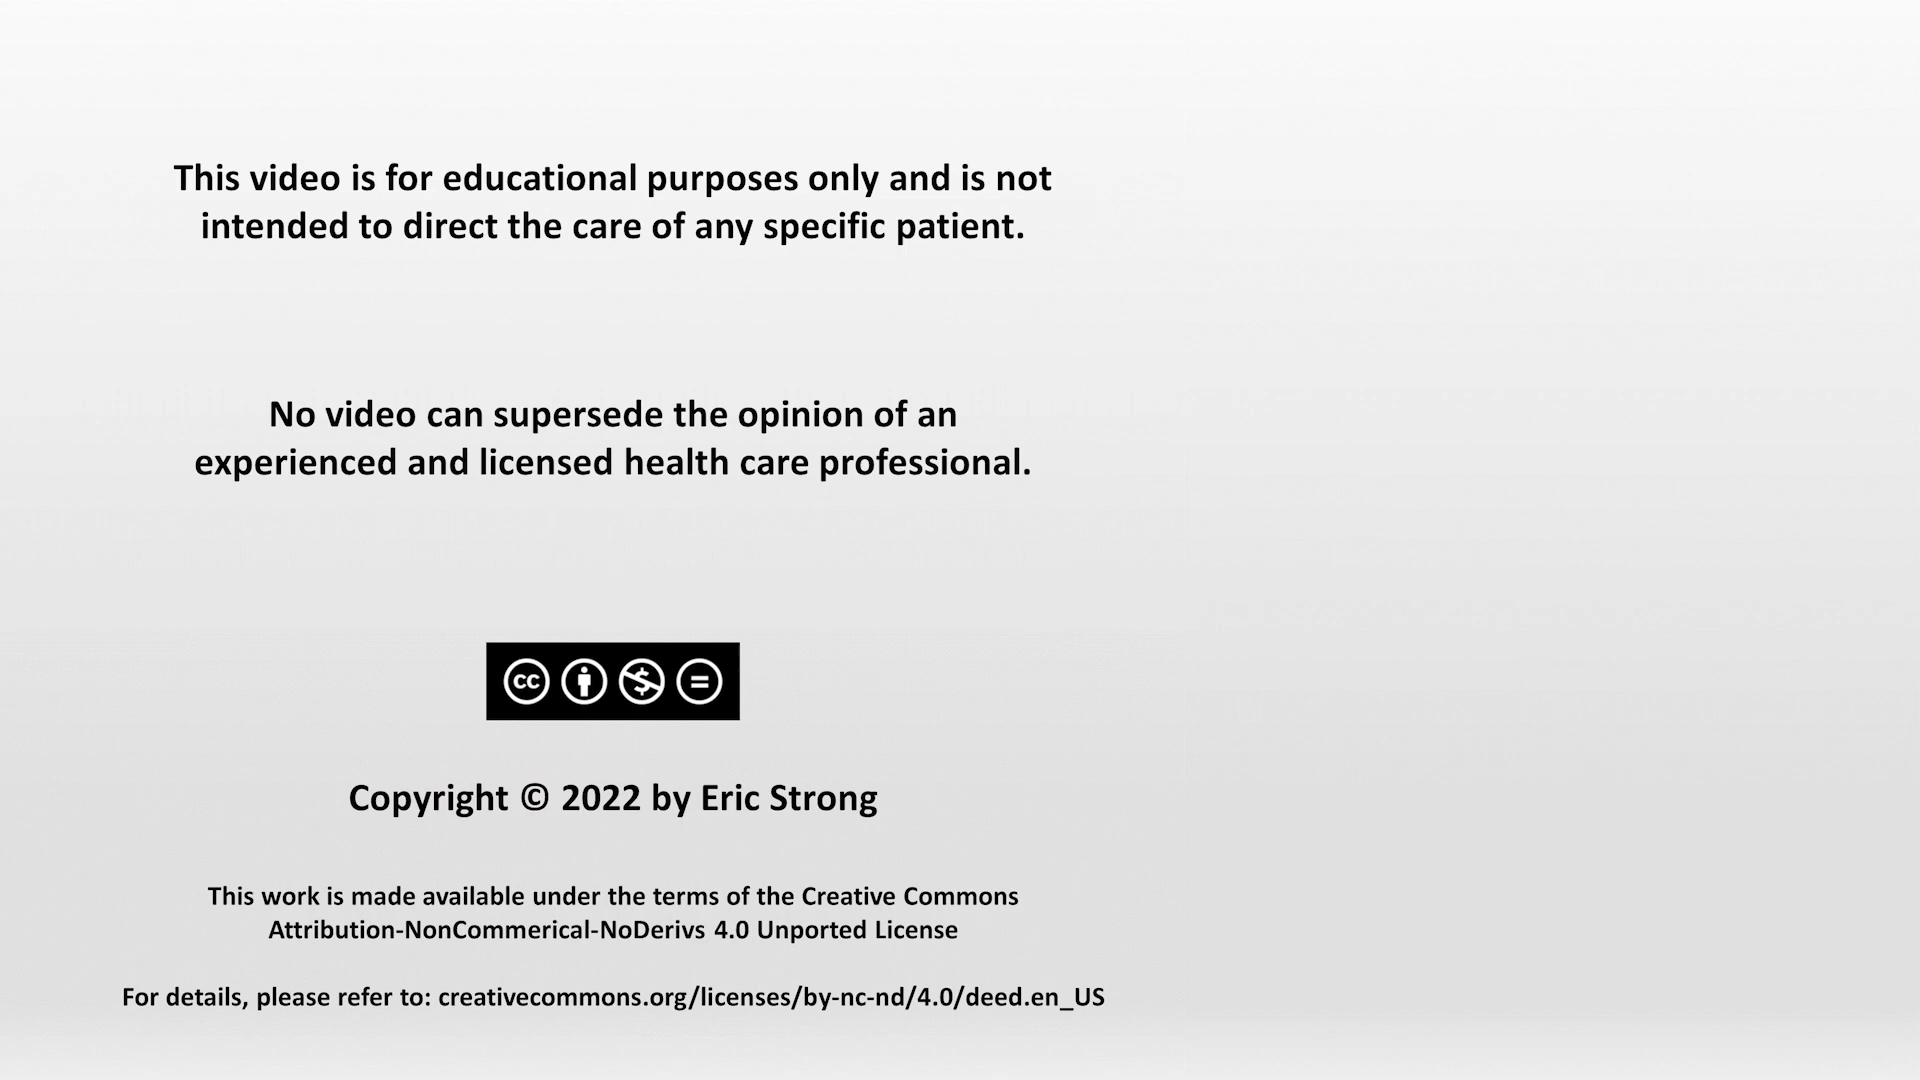 This video is for educational purposes only and is not
intended to direct the care of any specific patient.
No video can supersede the opinion of an
experienced and licensed health care professional.
cc
Copyright © 2022 by Eric Strong
This work is made available under the terms of the Creative Commons
Attribution-NonCommerical-NoDerivs 4.0 Unported License
For details, please refer to: creativecommons.org/licenses/by-nc-nd/4.0/deed.en_US